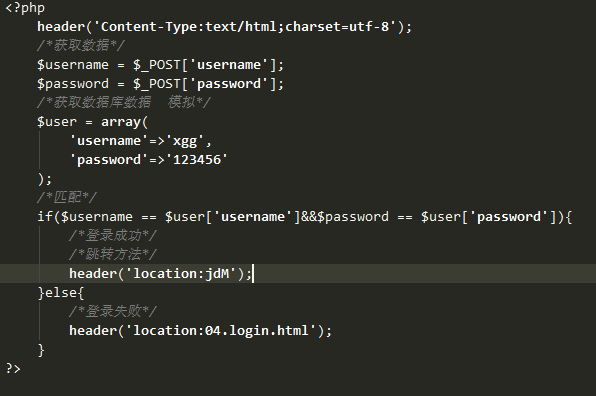 <?php
header('Content-Type:text/html;charset=utf-8');
/*获取数据*/
$username = $_POST['username'];
$password = $_POST['password'];
/*获取数据库数据  模拟*/
$user = array(
'username'=>'xgg',
'password'=>'123456'
);
/*匹配*/
if($username == $user['username']&&$password == $user['password']){
/*登录成功*/
/*跳转方法*/
header('location:jdM');
}else{
/*登录失败*/
header('location:04.login.html');
}
?>